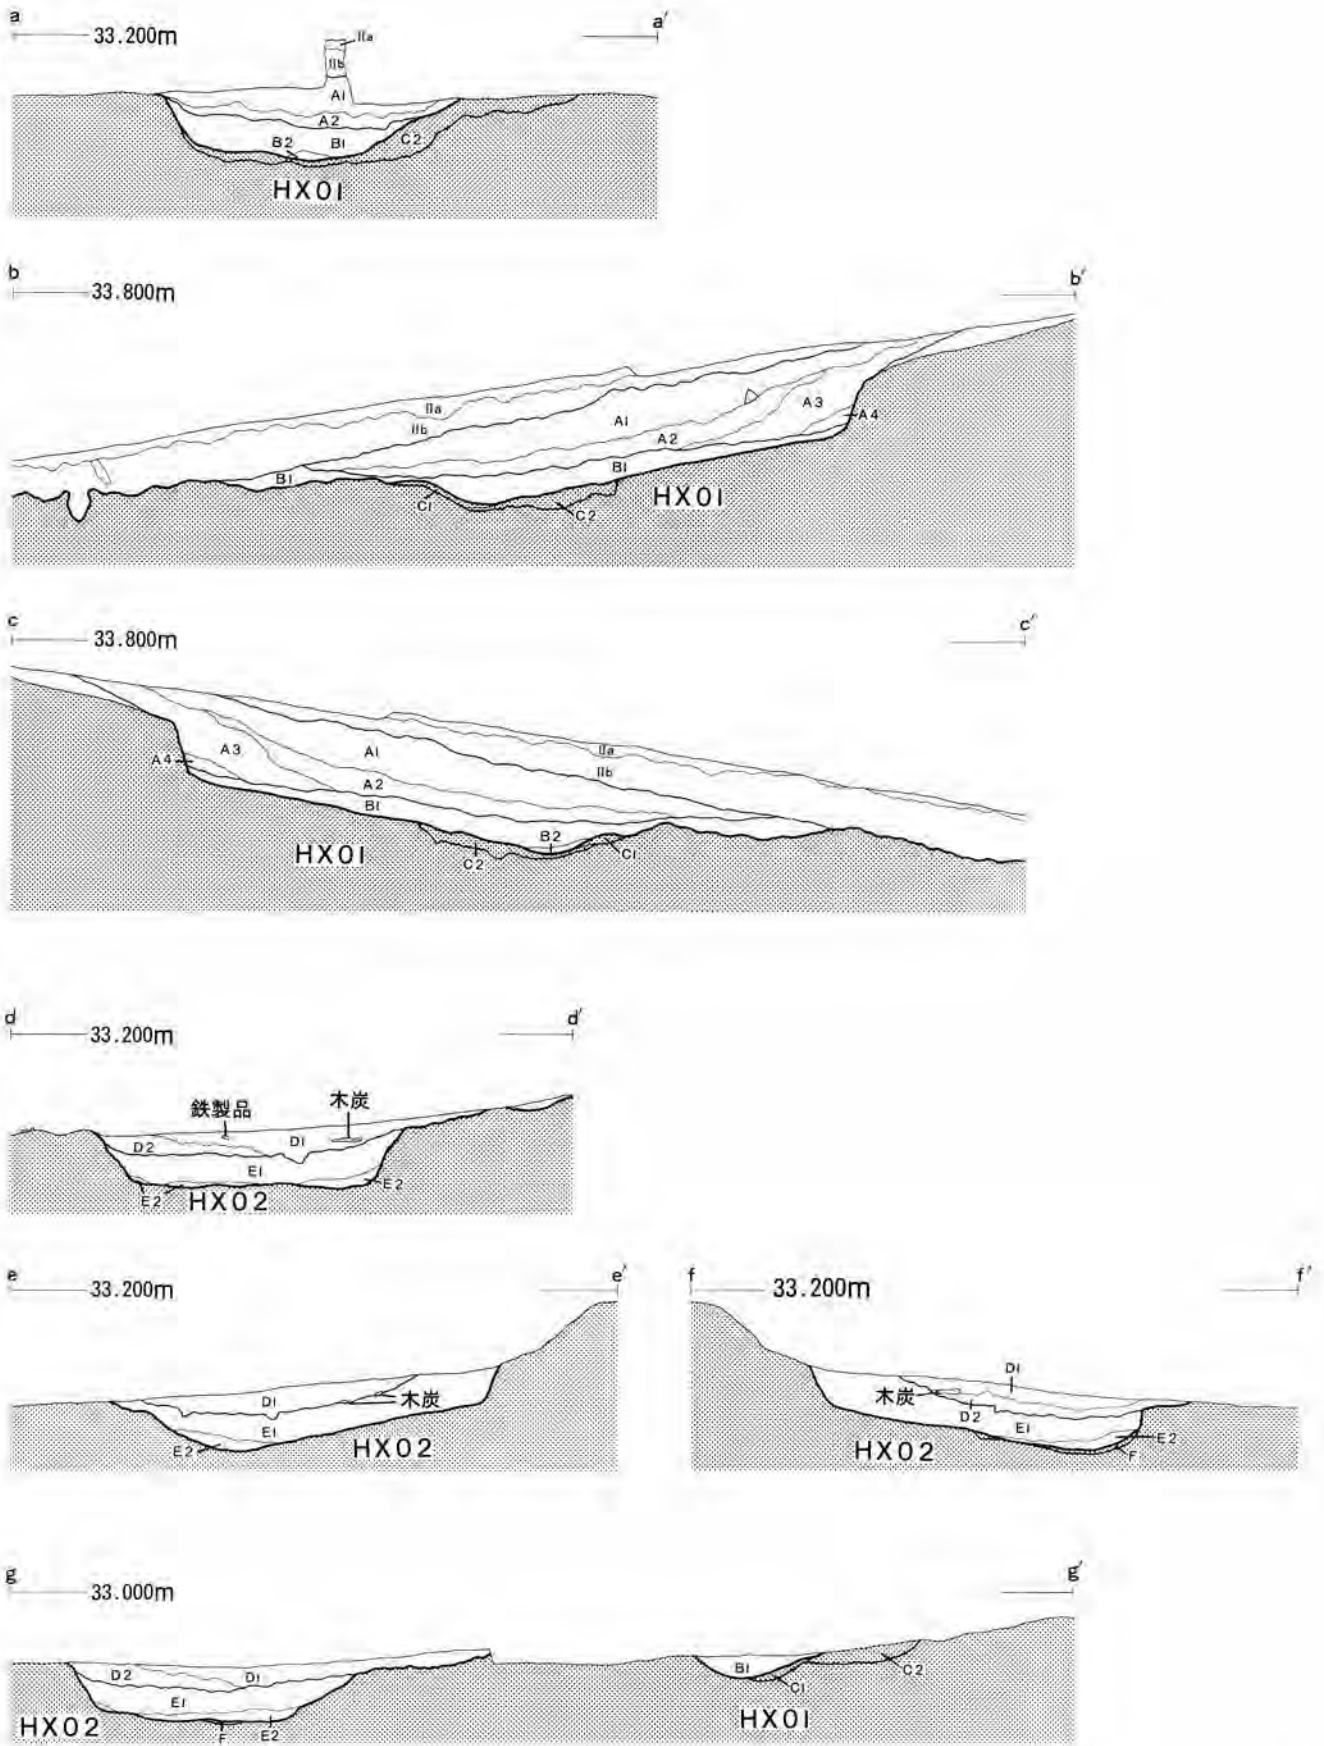 a a′
33.200m
IIa
IIb
A1
A2
B2 B1 C2
HX01
b b′
33.800m
IIa
IIb
A1 A3
A4
A2
B1 B1
HX01
C1 C2
c c′
33.800m
A3 A1 IIa
A4 IIb
A2
B1
B2
HX01 C2 C1
d d′
33.200m
鉄製品 木炭
D2 D1
E1
E2 HX02 E2
e e′
33.200m
D1 木炭
E1
E2 HX02
f f′
33.200m
D1
木炭
D2 E1
HX02 E2
F
g g′
33.000m
D2 D1
E1
HX02 F E2
B1 C2
C1
HX01